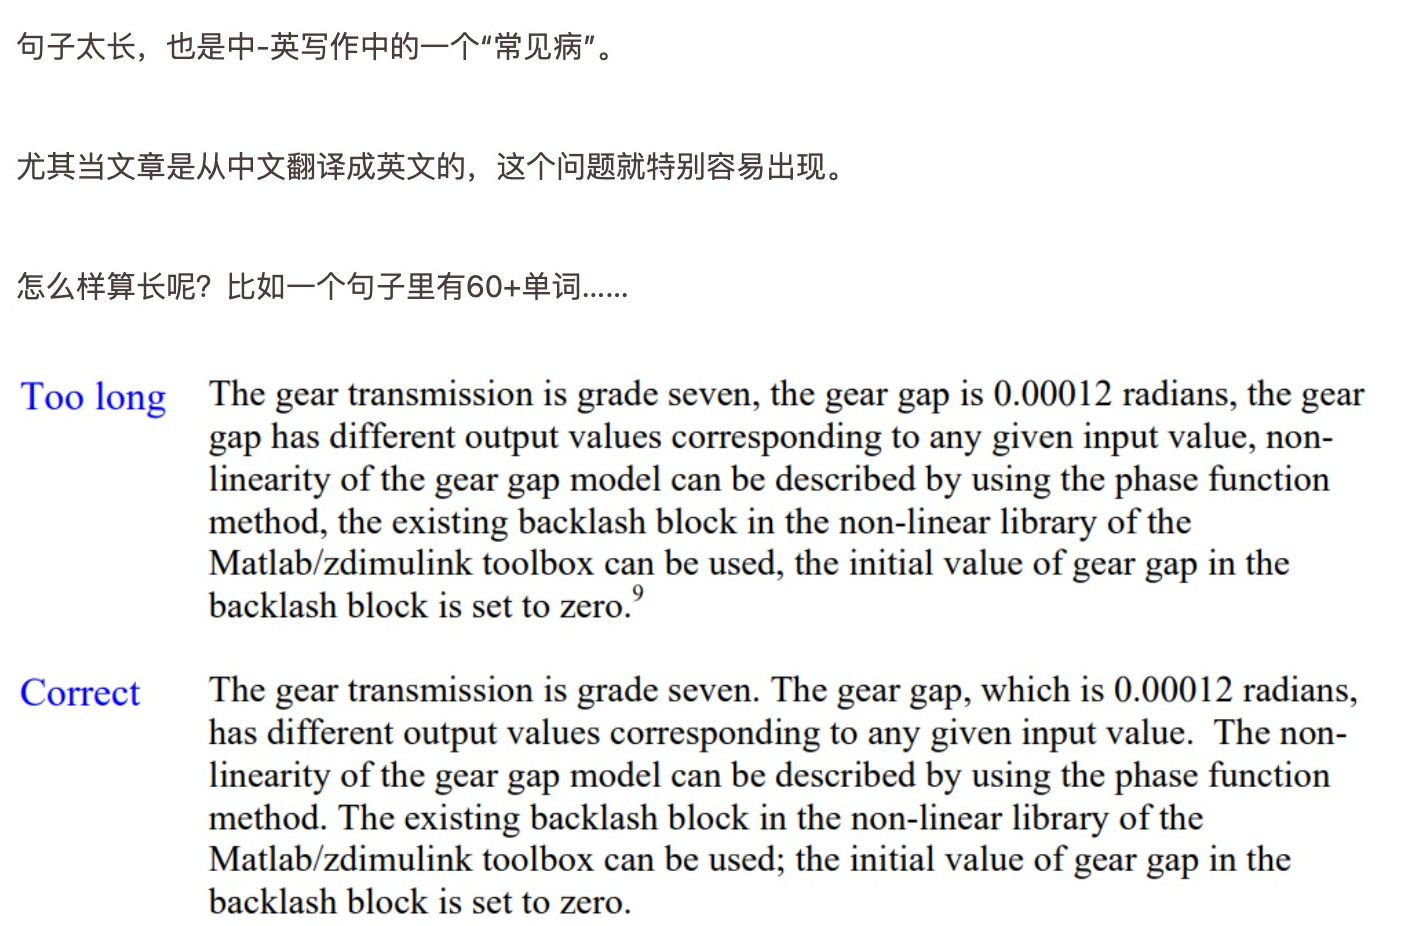 句子太长，也是中-英写作中的一个“常见病”。
尤其当文章是从中文翻译成英文的，这个问题就特别容易出现。
怎么样算长呢？比如一个句子里有60+单词......
Too long
The gear transmission is grade seven, the gear gap is 0.00012 radians, the gear
gap has different output values corresponding to any given input value, non-
linearity of the gear gap model can be described by using the phase function
method, the existing backlash block in the non-linear library of the
Matlab/zdimulink toolbox can be used, the initial value of gear gap in the
backlash block is set to zero.⁹
Correct
The gear transmission is grade seven. The gear gap, which is 0.00012 radians,
has different output values corresponding to any given input value.  The non-
linearity of the gear gap model can be described by using the phase function
method. The existing backlash block in the non-linear library of the
Matlab/zdimulink toolbox can be used; the initial value of gear gap in the
backlash block is set to zero.